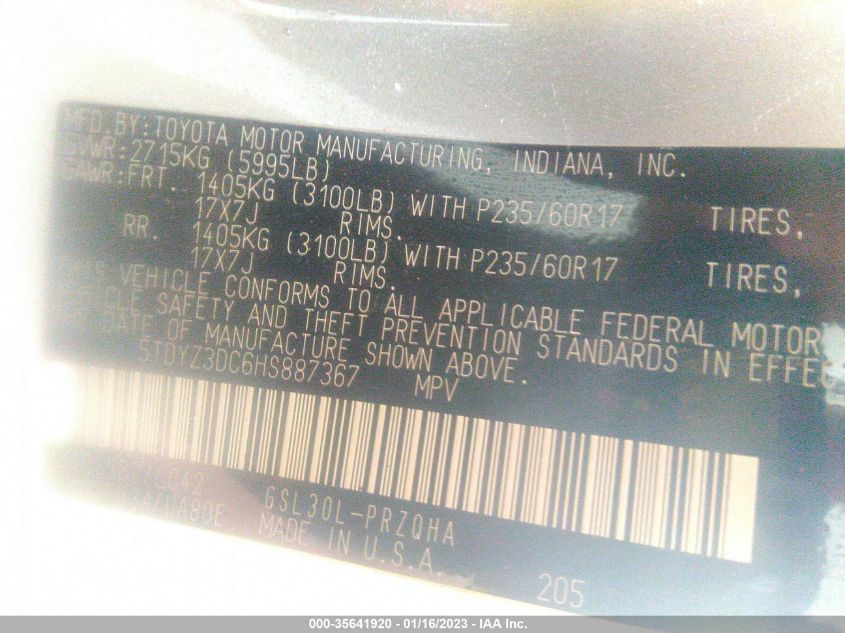 MFD. BY: TOYOTA MOTOR MANUFACTURING, INDIANA, INC.
GVWR: 2715KG (5995LB)
GAWR: FRT. 1405KG (3100LB) WITH P235/60R17 TIRES,
17X7J RIMS.
RR. 1405KG (3100LB) WITH P235/60R17 TIRES,
17X7J RIMS.
VEHICLE CONFORMS TO ALL APPLICABLE FEDERAL MOTOR
SAFETY AND THEFT PREVENTION STANDARDS IN EFFEC
DATE OF MANUFACTURE SHOWN ABOVE.
5TDYZ3DC6HS887367 MPV
GSL30L-PRZQHA
MADE IN U.S.A.
205
000-35641920 - 01/16/2023 - IAA Inc.